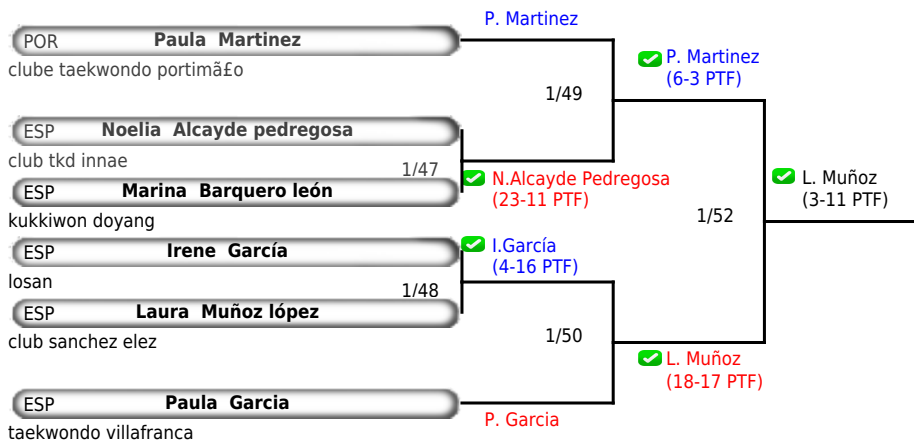 P. Martinez
POR Paula Martinez
clube taekwondo portimã£o
P. Martinez
(6-3 PTF)
1/49
ESP Noelia Alcayde pedregosa
club tkd innae
1/47
N.Alcayde Pedregosa
(23-11 PTF)
ESP Marina Barquero león
kukkiwon doyang
L. Muñoz
(3-11 PTF)
1/52
ESP Irene García
losan
I.García
(4-16 PTF)
1/48
ESP Laura Muñoz lópez
club sanchez elez
1/50
L. Muñoz
(18-17 PTF)
ESP Paula Garcia
taekwondo villafranca
P. Garcia